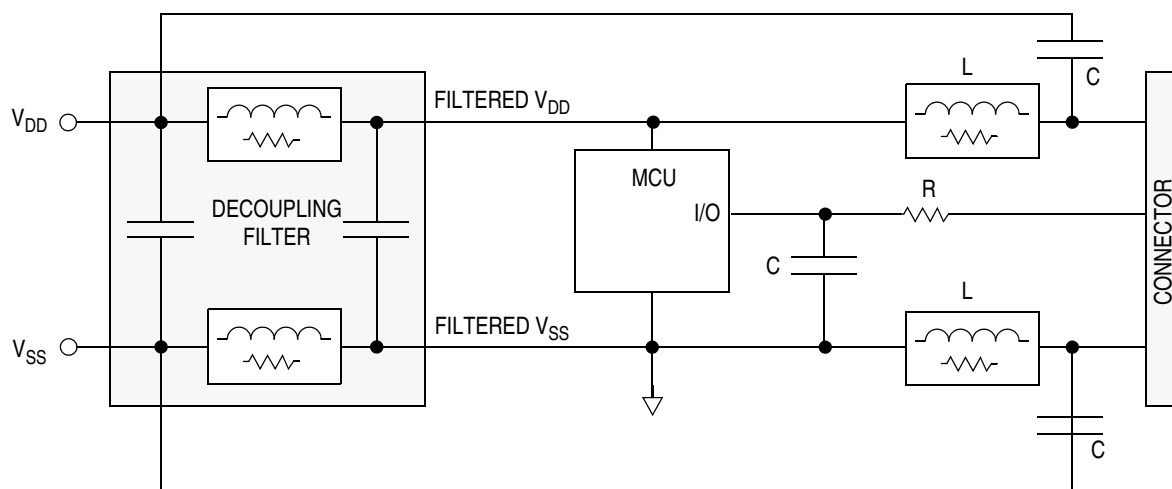 L
C
V_DD
FILTERED V_DD
MCU
R
I/O
DECOUPLING
FILTER
C
L
CONNECTOR
V_SS
FILTERED V_SS
C